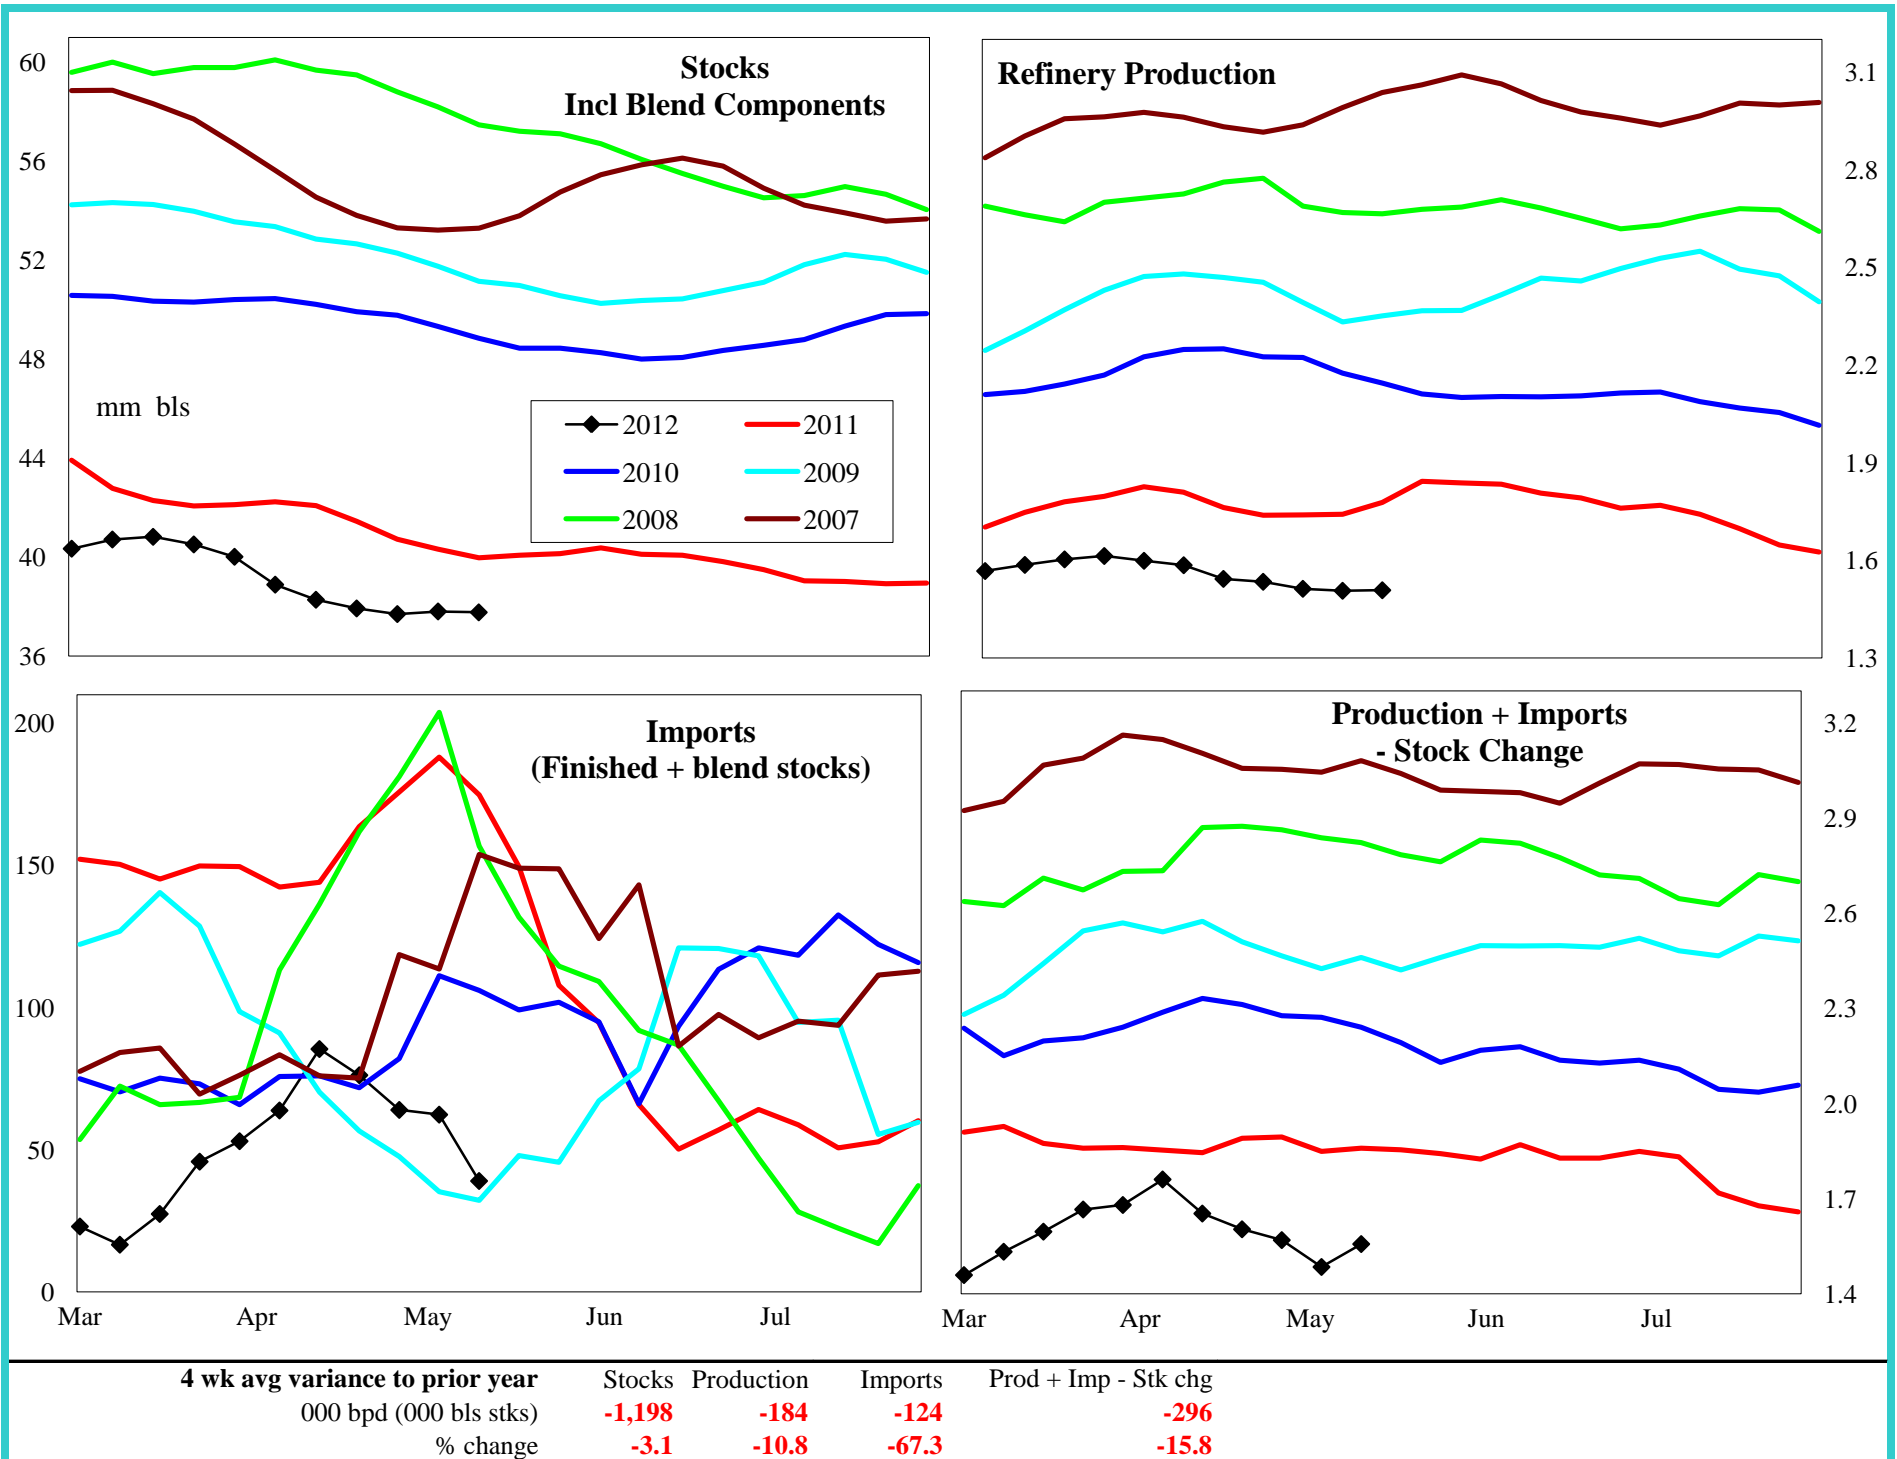 Stocks
Incl Blend Components
60
56
52
48
44
40
36
mm bls
2012
2011
2010
2009
2008
2007
Refinery Production
3.1
2.8
2.5
2.2
1.9
1.6
1.3
Imports
(Finished + blend stocks)
200
150
100
50
0
Mar Apr May Jun Jul
Production + Imports
- Stock Change
3.2
2.9
2.6
2.3
2.0
1.7
1.4
Mar Apr May Jun Jul
4 wk avg variance to prior year Stocks Production Imports Prod + Imp - Stk chg
000 bpd (000 bls stks) -1,198 -184 -124 -296
% change -3.1 -10.8 -67.3 -15.8